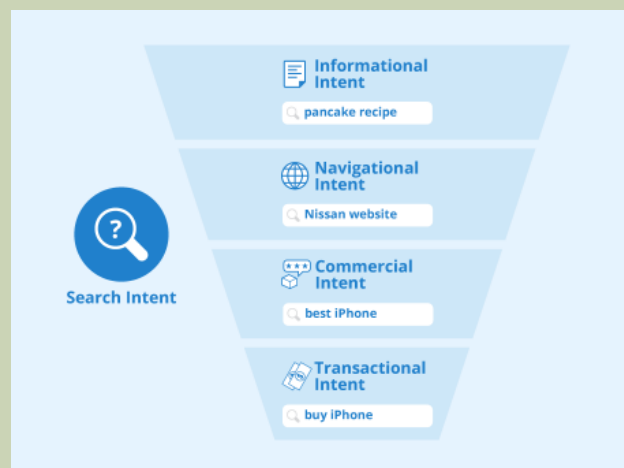 Informational
Intent
pancake recipe
Navigational
Intent
Nissan website
Search Intent
Commercial
Intent
best iPhone
Transactional
Intent
buy iPhone